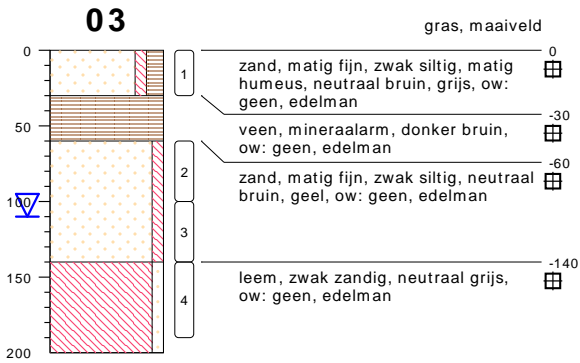 03
gras, maaiveld
0
50
100
150
200
1
2
3
4
0
zand, matig fijn, zwak siltig, matig
humeus, neutraal bruin, grijs, ow:
geen, edelman
-30
veen, mineraalarm, donker bruin,
ow: geen, edelman
-60
zand, matig fijn, zwak siltig, neutraal
bruin, geel, ow: geen, edelman
-140
leem, zwak zandig, neutraal grijs,
ow: geen, edelman